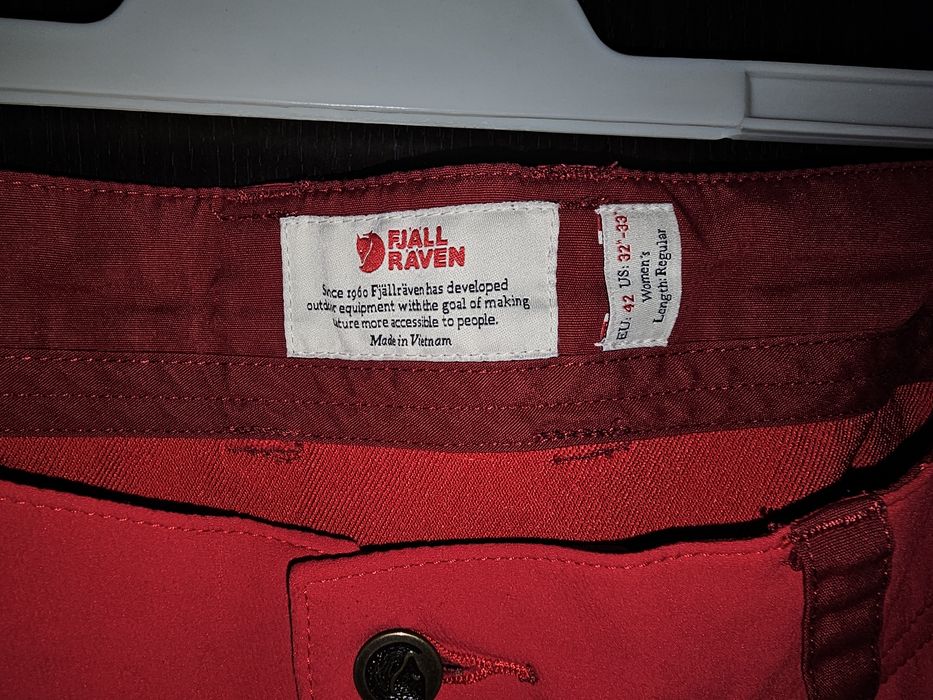 FJÄLL
RÄVEN
Since 1960 Fjällräven has developed
outdoor equipment with the goal of making
nature more accessible to people.
Made in Vietnam
EU: 42 US: 32"-33"
Women's
Length: Regular